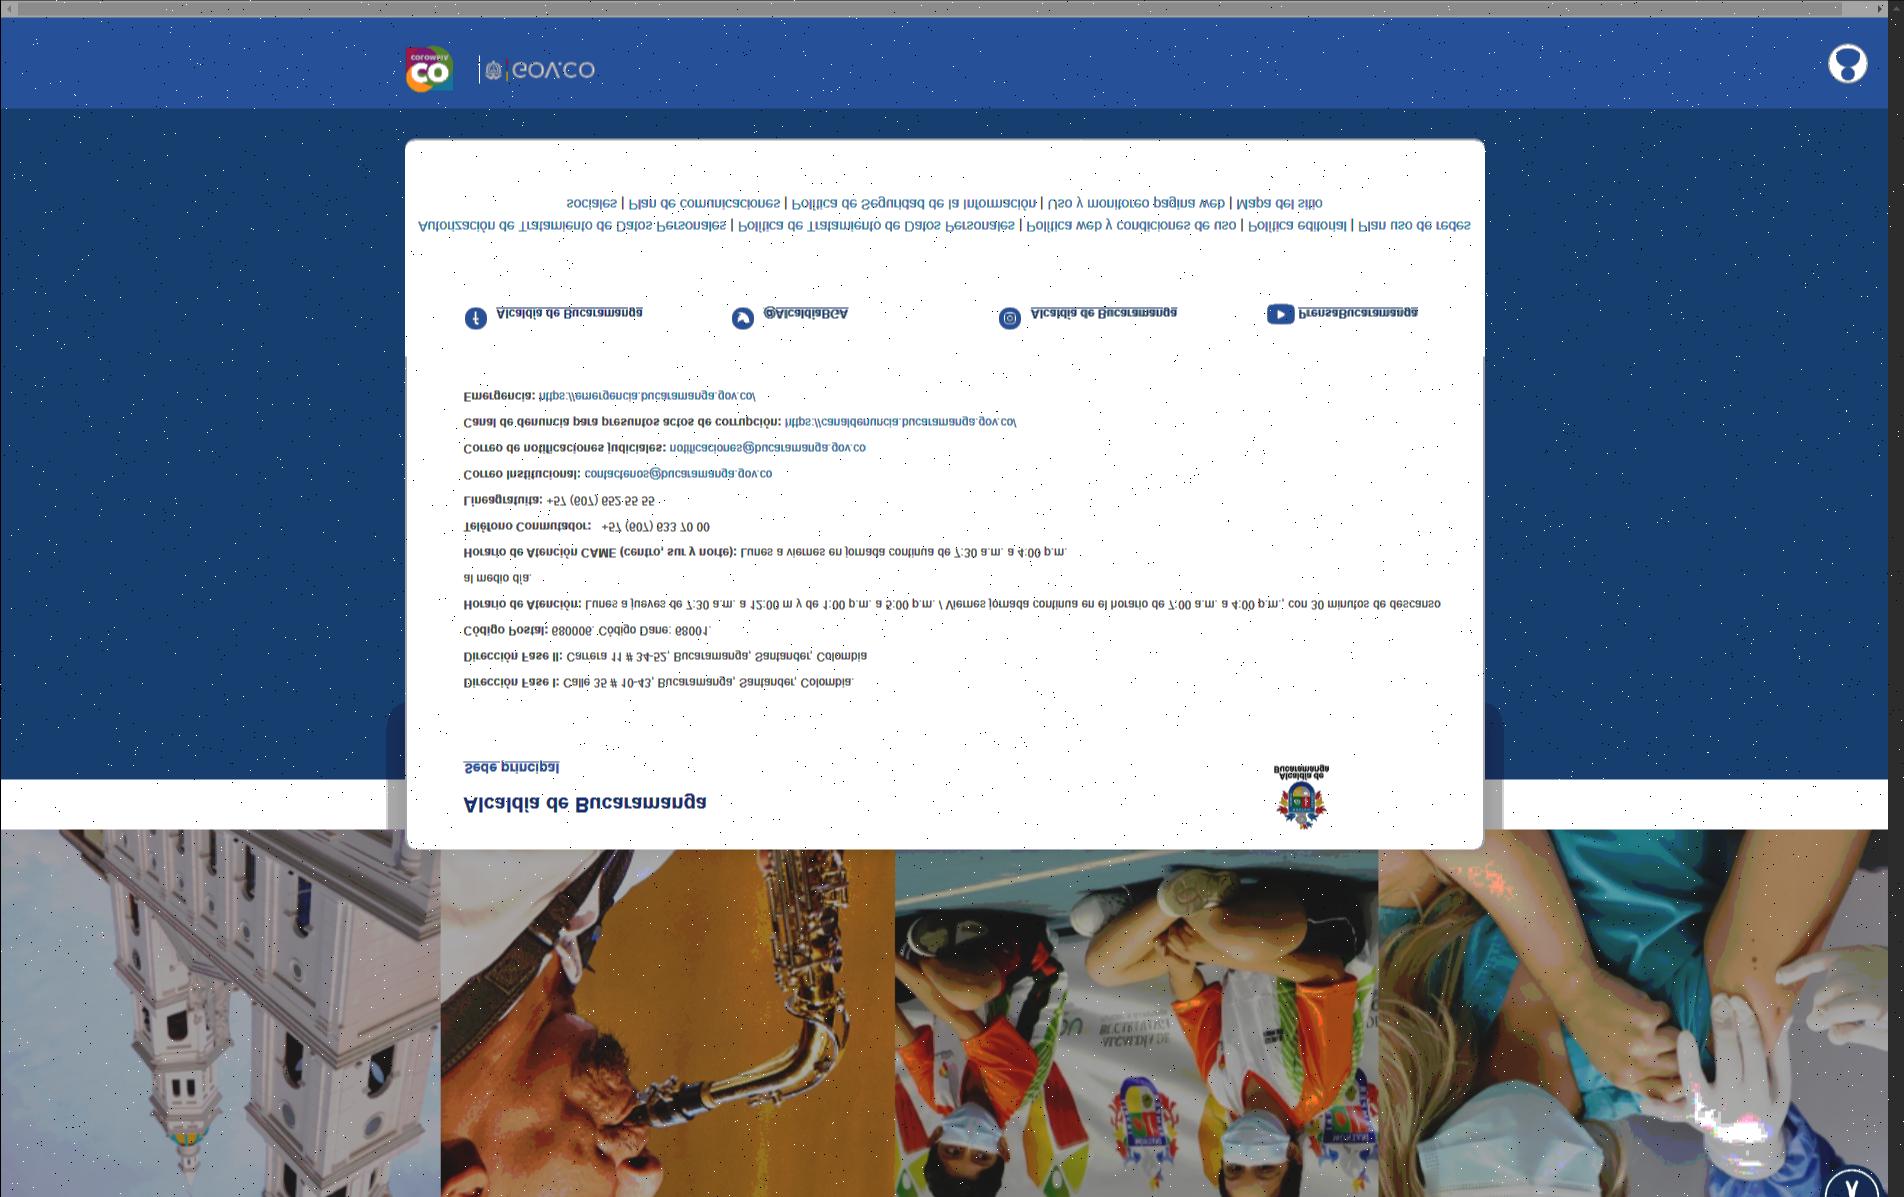 ALCALDÍA DE
BUCARAMANGA
Alcaldía de Bucaramanga
Sede principal
Alcaldía de
Bucaramanga
Dirección Fase I: Calle 35 # 10-43, Bucaramanga, Santander, Colombia.
Dirección Fase II: Carrera 11 # 34-52, Bucaramanga, Santander, Colombia
Código Postal: 680006. Código Dane: 68001.
Horario de Atención: Lunes a jueves de 7:30 a.m. a 12:00 m y de 1:00 p.m. a 5:00 p.m. / Viernes jornada continua en el horario de 7:00 a.m. a 4:00 p.m., con 30 minutos de descanso
al medio día.
Horario de Atención CAME (centro, sur y norte): Lunes a viernes en jornada continua de 7:30 a.m. a 4:00 p.m.
Teléfono Conmutador: +57 (607) 633 70 00
Líneagratuita: +57 (607) 652 55 55
Correo Institucional: contactenos@bucaramanga.gov.co
Correo de notificaciones judiciales: notificaciones@bucaramanga.gov.co
Canal de denuncia para presuntos actos de corrupción: https://canaldenuncia.bucaramanga.gov.co/
Emergencia: https://emergencia.bucaramanga.gov.co/
Alcaldía de Bucaramanga
@AlcaldiaBGA
Alcaldía de Bucaramanga
PrensaBucaramanga
Autorización de Tratamiento de Datos Personales | Política de Tratamiento de Datos Personales | Política web y condiciones de uso | Política editorial | Plan uso de redes
sociales | Plan de comunicaciones | Política de Seguridad de la Información | Uso y monitoreo pagina web | Mapa del sitio
CO
GOV.CO